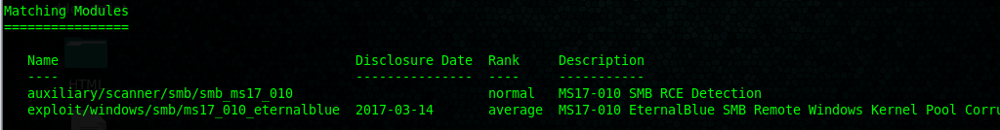 Matching Modules
================
Name Disclosure Date Rank Description
---- --------------- ---- -----------
auxiliary/scanner/smb/smb_ms17_010 normal MS17-010 SMB RCE Detection
exploit/windows/smb/ms17_010_eternalblue 2017-03-14 average MS17-010 EternalBlue SMB Remote Windows Kernel Pool Corru